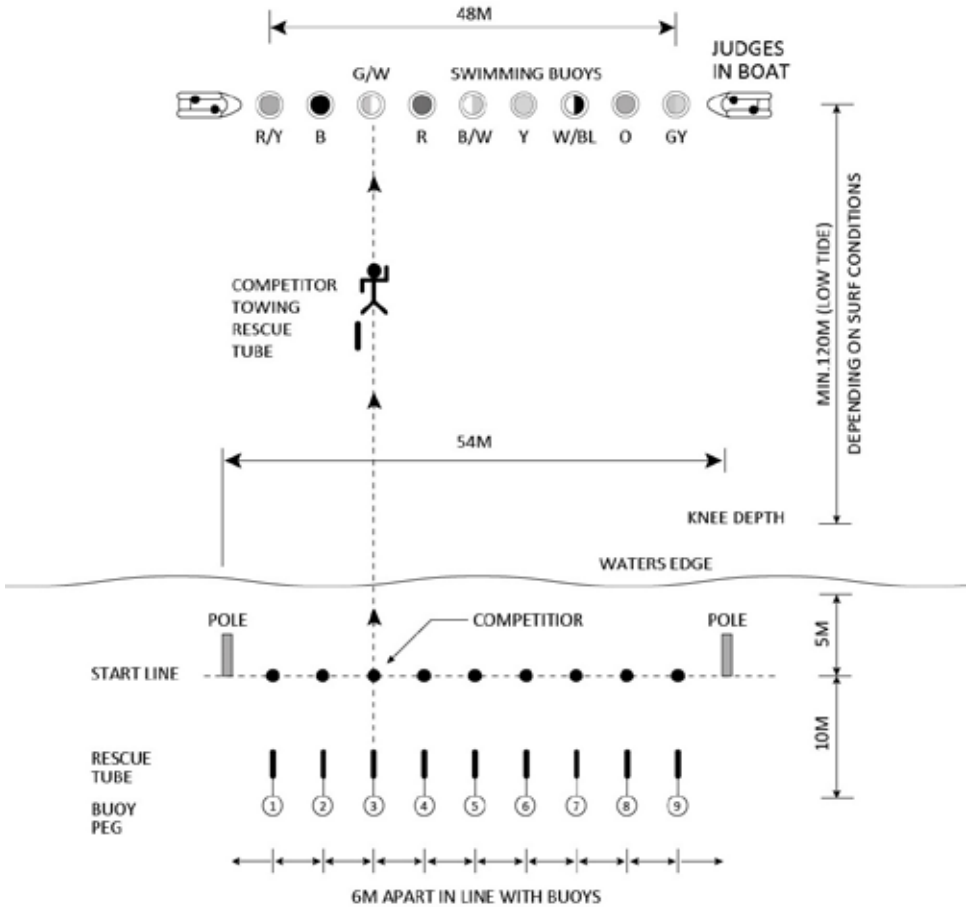 48M
JUDGES
IN BOAT
G/W
SWIMMING BUOYS
R/Y B R B/W Y W/BL O GY
COMPETITOR
TOWING
RESCUE
TUBE
MIN.120M (LOW TIDE)
DEPENDING ON SURF CONDITIONS
54M
KNEE DEPTH
WATERS EDGE
POLE
COMPETITIOR
POLE
5M
START LINE
10M
RESCUE
TUBE
BUOY
PEG
1 2 3 4 5 6 7 8 9
6M APART IN LINE WITH BUOYS